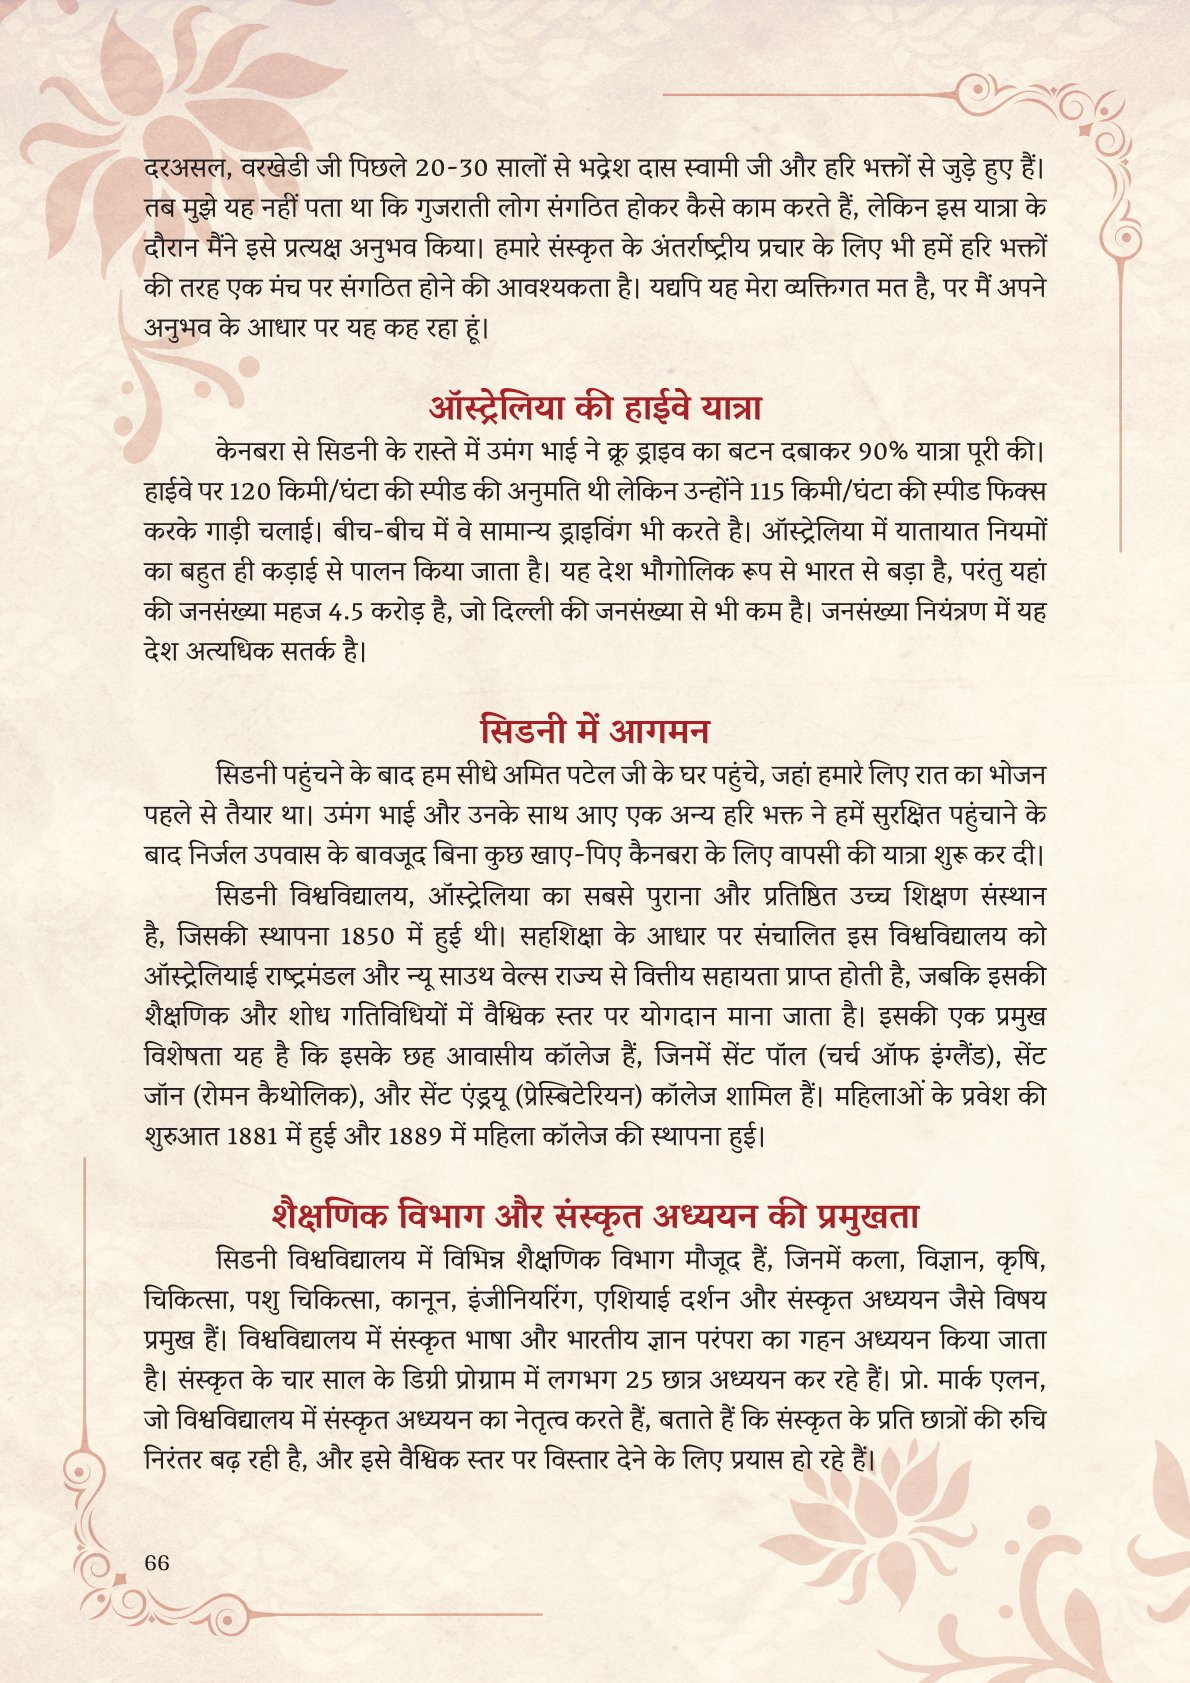 दरअसल, वरखेडी जी पिछले 20-30 सालों से भद्रेश दास स्वामी जी और हरि भक्तों से जुड़े हुए हैं।
तब मुझे यह नहीं पता था कि गुजराती लोग संगठित होकर कैसे काम करते हैं, लेकिन इस यात्रा के
दौरान मैंने इसे प्रत्यक्ष अनुभव किया। हमारे संस्कृत के अंतर्राष्ट्रीय प्रचार के लिए भी हमें हरि भक्तों
की तरह एक मंच पर संगठित होने की आवश्यकता है। यद्यपि यह मेरा व्यक्तिगत मत है, पर मैं अपने
अनुभव के आधार पर यह कह रहा हूं।
ऑस्ट्रेलिया की हाईवे यात्रा
केनबरा से सिडनी के रास्ते में उमंग भाई ने क्रू ड्राइव का बटन दबाकर 90% यात्रा पूरी की।
हाईवे पर 120 किमी/घंटा की स्पीड की अनुमति थी लेकिन उन्होंने 115 किमी/घंटा की स्पीड फिक्स
करके गाड़ी चलाई। बीच-बीच में वे सामान्य ड्राइविंग भी करते है। ऑस्ट्रेलिया में यातायात नियमों
का बहुत ही कड़ाई से पालन किया जाता है। यह देश भौगोलिक रूप से भारत से बड़ा है, परंतु यहां
की जनसंख्या महज 4.5 करोड़ है, जो दिल्ली की जनसंख्या से भी कम है। जनसंख्या नियंत्रण में यह
देश अत्यधिक सतर्क है।
सिडनी में आगमन
सिडनी पहुंचने के बाद हम सीधे अमित पटेल जी के घर पहुंचे, जहां हमारे लिए रात का भोजन
पहले से तैयार था। उमंग भाई और उनके साथ आए एक अन्य हरि भक्त ने हमें सुरक्षित पहुंचाने के
बाद निर्जल उपवास के बावजूद बिना कुछ खाए-पिए कैनबरा के लिए वापसी की यात्रा शुरू कर दी।
सिडनी विश्वविद्यालय, ऑस्ट्रेलिया का सबसे पुराना और प्रतिष्ठित उच्च शिक्षण संस्थान
है, जिसकी स्थापना 1850 में हुई थी। सहशिक्षा के आधार पर संचालित इस विश्वविद्यालय को
ऑस्ट्रेलियाई राष्ट्रमंडल और न्यू साउथ वेल्स राज्य से वित्तीय सहायता प्राप्त होती है, जबकि इसकी
शैक्षणिक और शोध गतिविधियों में वैश्विक स्तर पर योगदान माना जाता है। इसकी एक प्रमुख
विशेषता यह है कि इसके छह आवासीय कॉलेज हैं, जिनमें सेंट पॉल (चर्च ऑफ इंग्लैंड), सेंट
जॉन (रोमन कैथोलिक), और सेंट एंड्रयू (प्रेस्बिटेरियन) कॉलेज शामिल हैं। महिलाओं के प्रवेश की
शुरुआत 1881 में हुई और 1889 में महिला कॉलेज की स्थापना हुई।
शैक्षणिक विभाग और संस्कृत अध्ययन की प्रमुखता
सिडनी विश्वविद्यालय में विभिन्न शैक्षणिक विभाग मौजूद हैं, जिनमें कला, विज्ञान, कृषि,
चिकित्सा, पशु चिकित्सा, कानून, इंजीनियरिंग, एशियाई दर्शन और संस्कृत अध्ययन जैसे विषय
प्रमुख हैं। विश्वविद्यालय में संस्कृत भाषा और भारतीय ज्ञान परंपरा का गहन अध्ययन किया जाता
है। संस्कृत के चार साल के डिग्री प्रोग्राम में लगभग 25 छात्र अध्ययन कर रहे हैं। प्रो. मार्क एलन,
जो विश्वविद्यालय में संस्कृत अध्ययन का नेतृत्व करते हैं, बताते हैं कि संस्कृत के प्रति छात्रों की रुचि
निरंतर बढ़ रही है, और इसे वैश्विक स्तर पर विस्तार देने के लिए प्रयास हो रहे हैं।
66